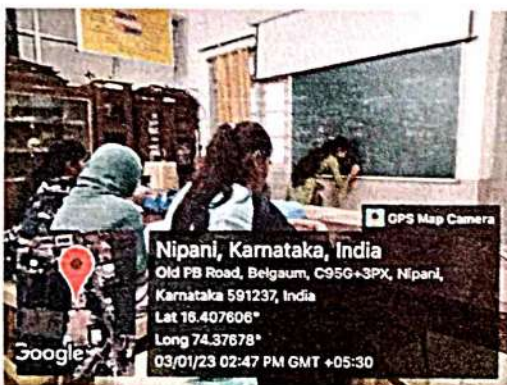 GPS Map Camera
Nipani, Karnataka, India
Old PB Road, Belgaum, C95G+3PX, Nipani,
Karnataka 591237, India
Lat 16.407606°
Long 74.37678°
03/01/23 02:47 PM GMT +05:30
Google